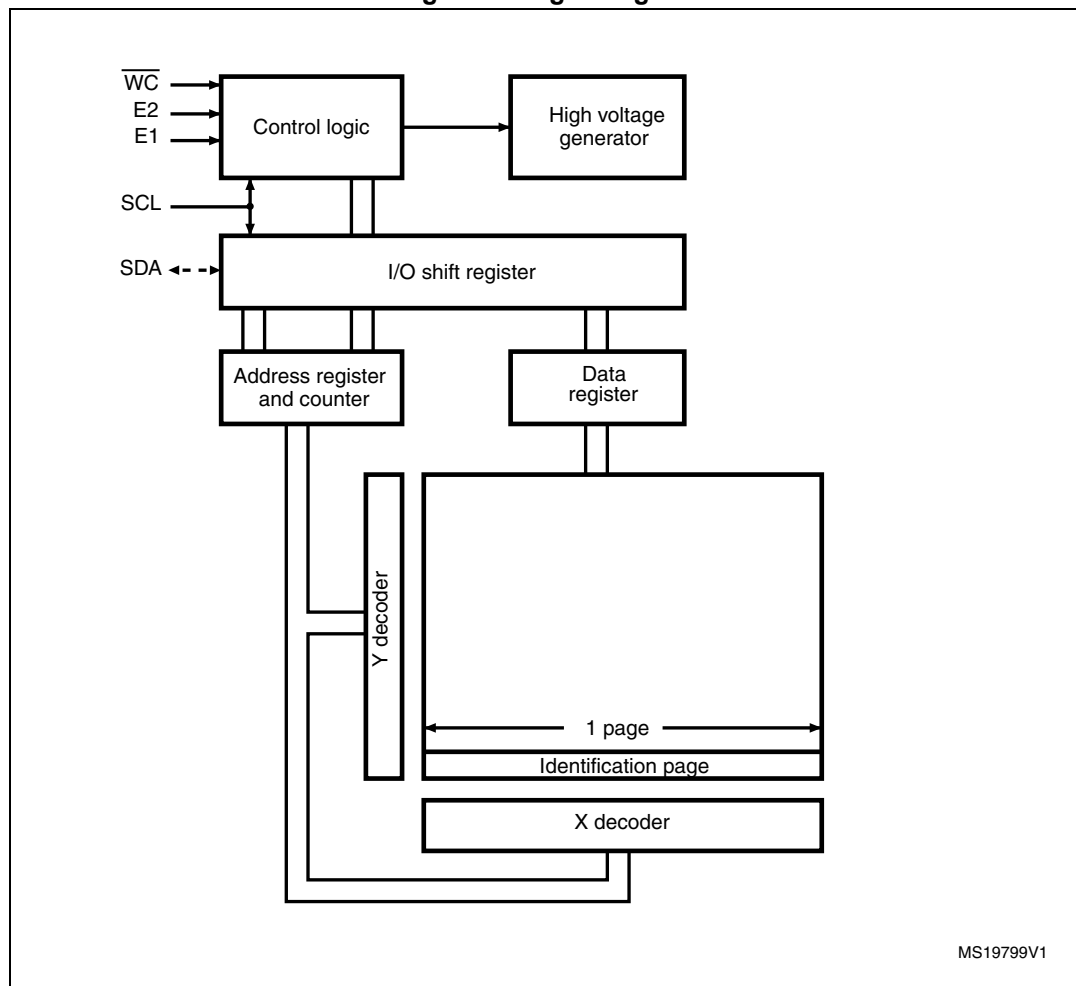 WC
E2
E1
Control logic
High voltage
generator
SCL
SDA
I/O shift register
Address register
and counter
Data
register
Y decoder
1 page
Identification page
X decoder
MS19799V1